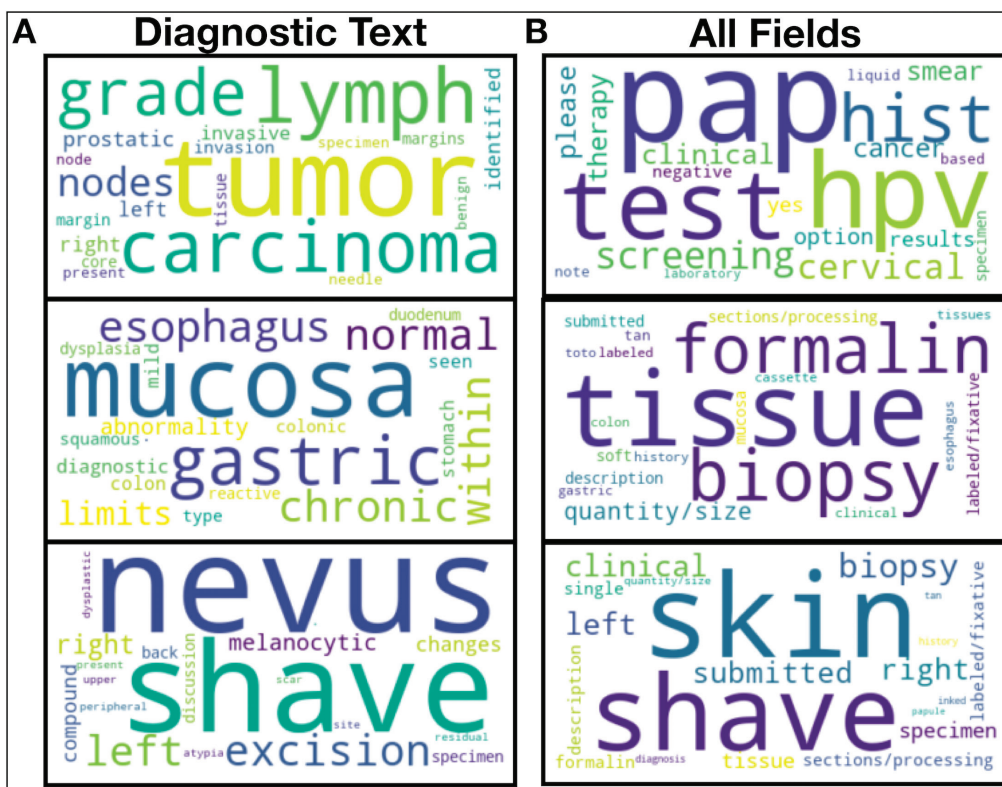 A Diagnostic Text
grade lymph
identified
prostatic invasive
invasion specimen margins
node
tumor
nodes
tissue
left
benign
margin
right
carcinoma
core
present
needle
esophagus
duodenum
normal
dysplasia
mild
seen
mucosa
within
abnormality colonic
stomach
squamous
gastric
diagnostic
colon
reactive
chronic
limits type
dysplastic
nevus
right
back
discussion
melanocytic
changes
present
shave
compound
upper
scar
peripheral
site
left
atypia
excision
residual
specimen
B All Fields
please
therapy
pap
liquid smear
hist
clinical
cancer
based
negative
test
yes
hpv
specimen
option results
screening
cervical
note
laboratory
submitted
sections/processing
tissues
tan
formalin
toto labeled
cassette
tissue
labeled/fixative
colon
mucosa
esophagus
soft history
biopsy
description
gastric
quantity/size
clinical
clinical
biopsy
quantity/size
single
skin
tan
labeled/fixative
left
history
description
submitted
right
shave
inked
papule
specimen
formalin diagnosis
tissue sections/processing